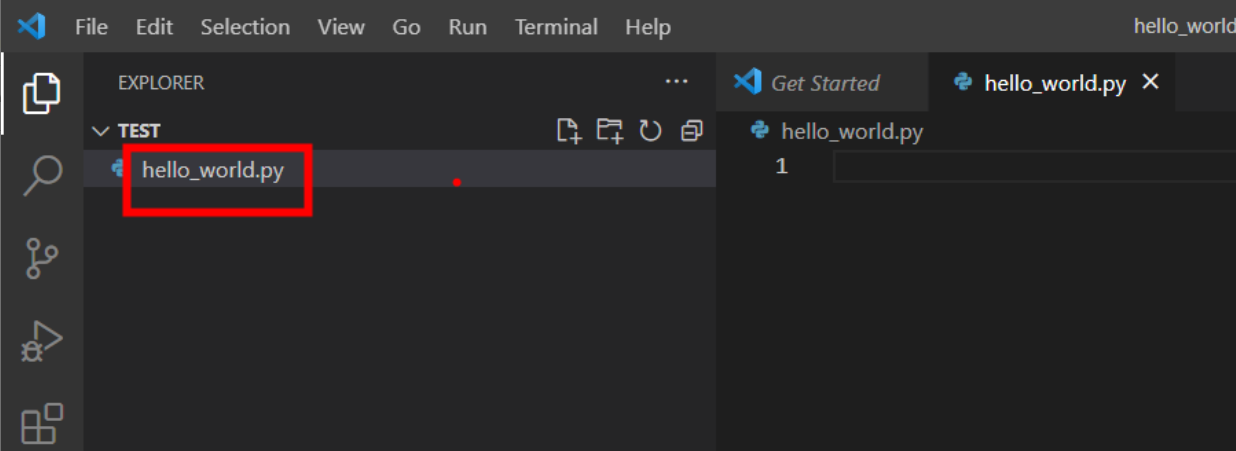 File Edit Selection View Go Run Terminal Help hello_world
EXPLORER
TEST
hello_world.py
Get Started hello_world.py
hello_world.py
1